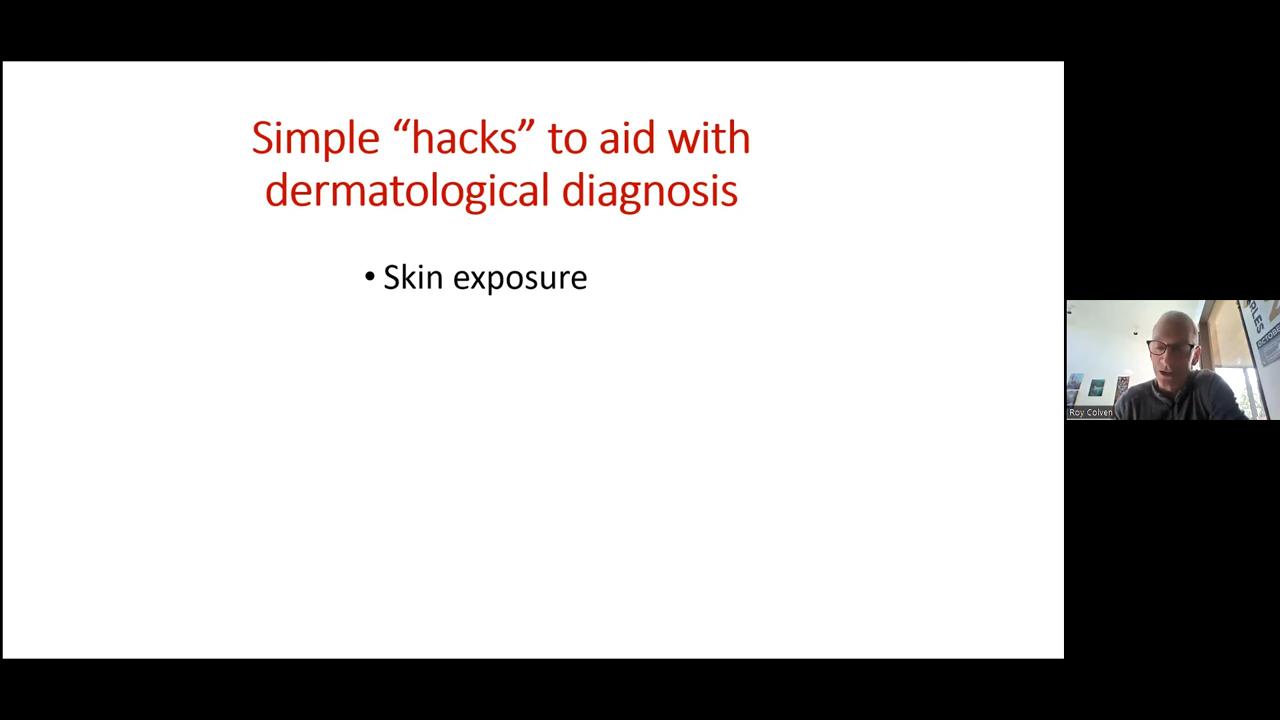 Simple “hacks” to aid with
dermatological diagnosis
• Skin exposure
Roy Colven